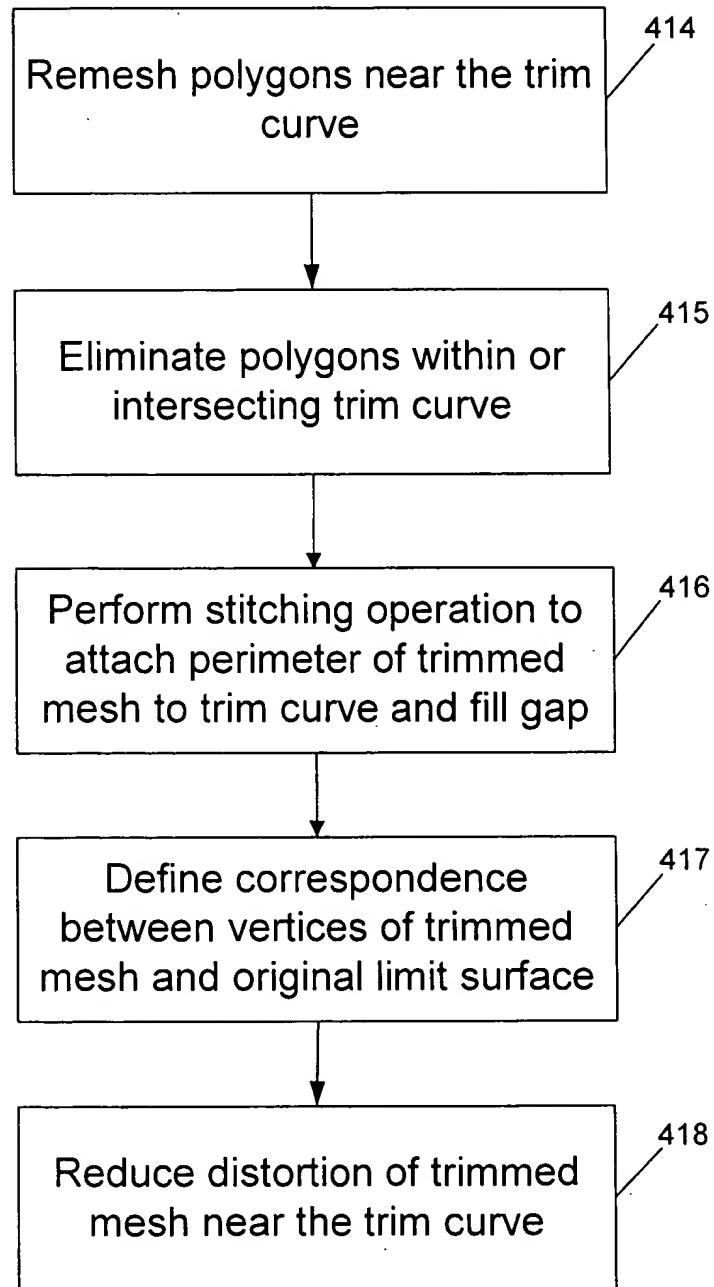 414
Remesh polygons near the trim
curve
415
Eliminate polygons within or
intersecting trim curve
416
Perform stitching operation to
attach perimeter of trimmed
mesh to trim curve and fill gap
417
Define correspondence
between vertices of trimmed
mesh and original limit surface
418
Reduce distortion of trimmed
mesh near the trim curve